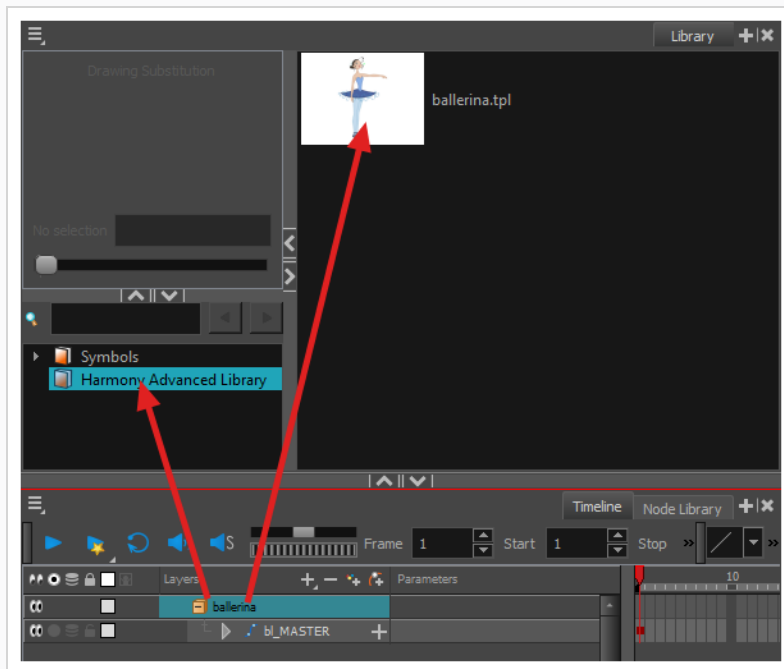 Library
Drawing Substitution
ballerina.tpl
No selection
Symbols
Harmony Advanced Library
Timeline
Node Library
S
Frame 1 Start 1 Stop
Layers Parameters 10
ballerina
bl_MASTER